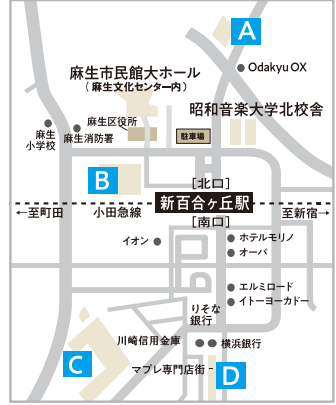 A
Odakyu OX
麻生市民館大ホール
（麻生文化センター内）
昭和音楽大学北校舎
麻生区役所
麻生
小学校
麻生消防署
駐車場
B
[北口]
新百合ヶ丘駅
←至町田
小田急線
至新宿→
[南口]
イオン
ホテルモリノ
オーパ
エルミロード
イトーヨーカドー
りそな
銀行
川崎信用金庫
横浜銀行
C
マプレ専門店街
D